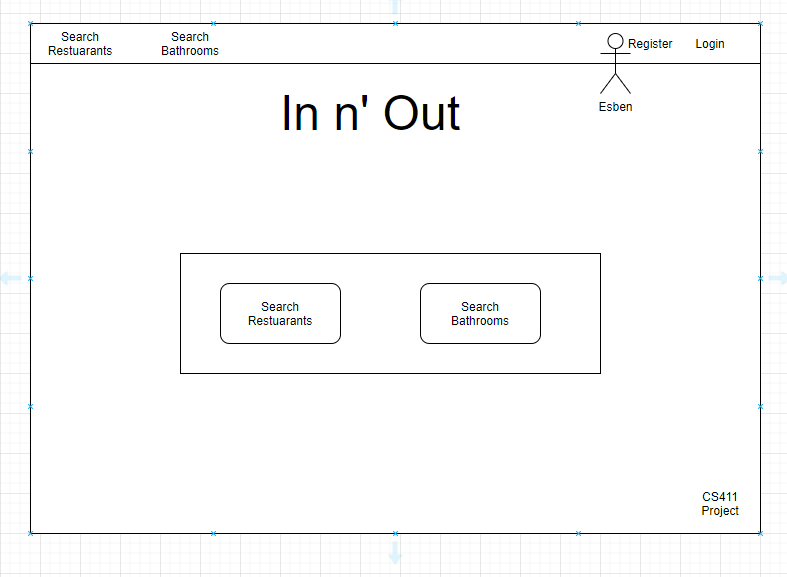 Search
Restuarants
Search
Bathrooms
Register
Login
Esben
In n' Out
Search
Restuarants
Search
Bathrooms
CS411
Project